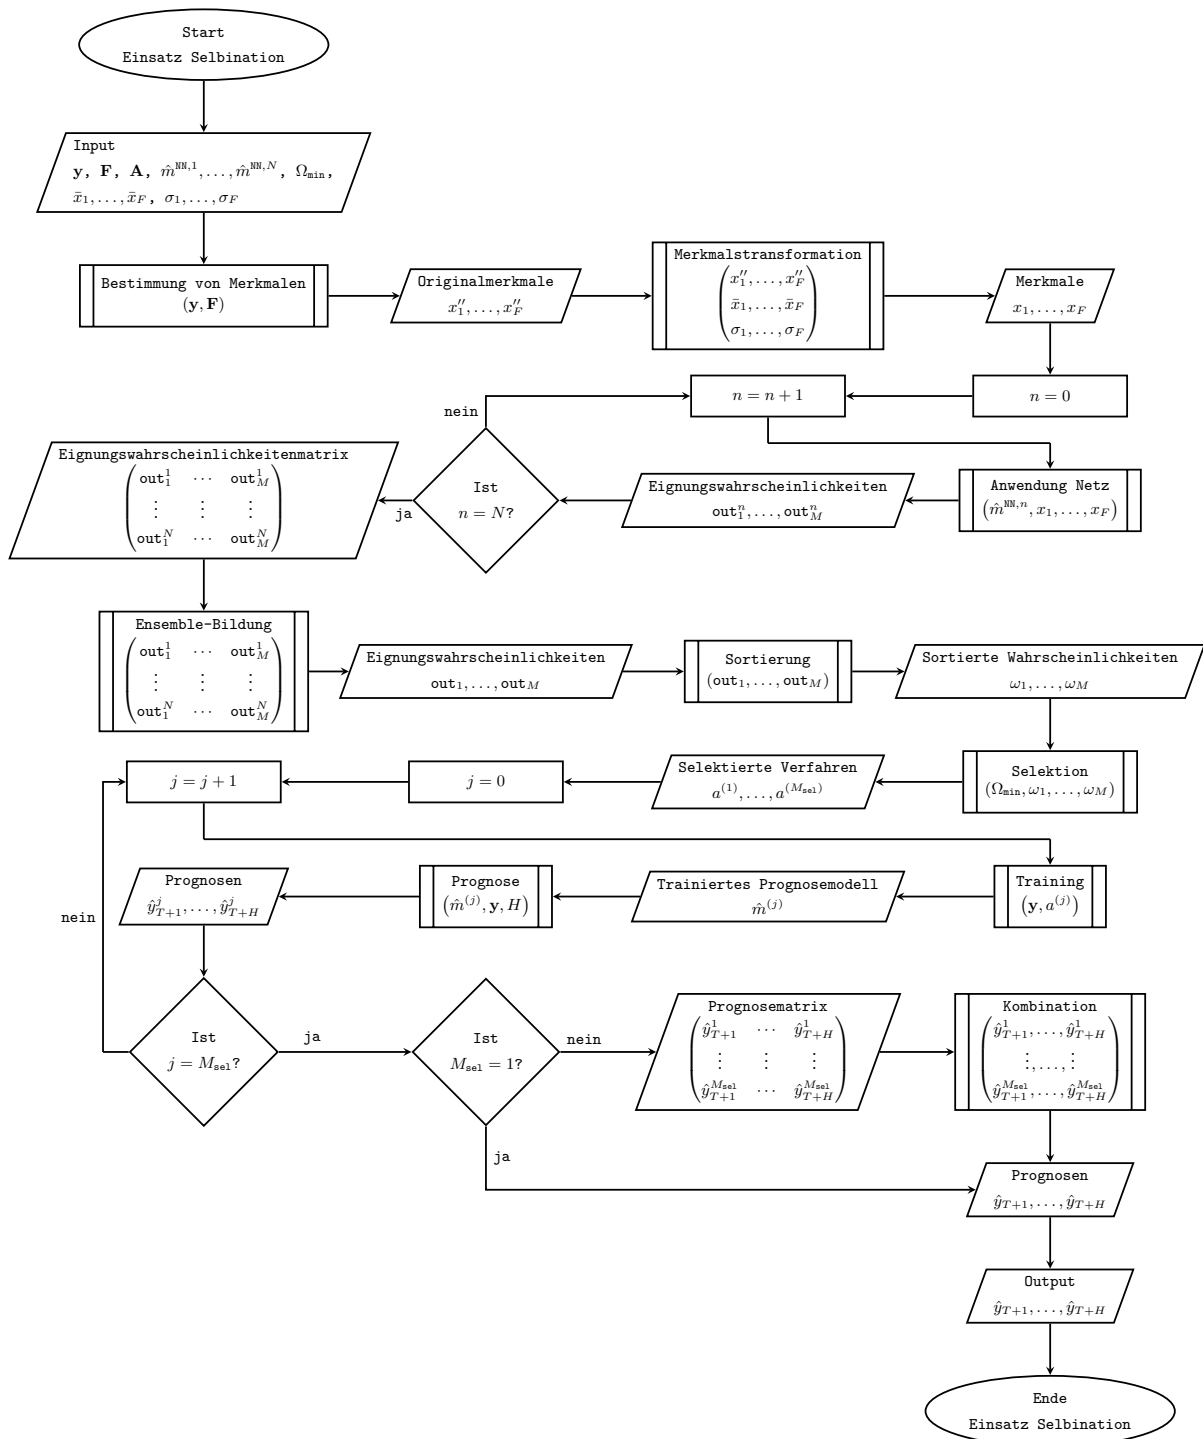 Start
Einsatz Selbination
Input
y, F, A, m̂^{NN,1}, …, m̂^{NN,N}, Ω_min,
x̄_1, …, x̄_F, σ_1, …, σ_F
Bestimmung von Merkmalen
(y, F)
Originalmerkmale
x''_1, …, x''_F
Merkmalstransformation
x''_1, …, x''_F
x̄_1, …, x̄_F
σ_1, …, σ_F
Merkmale
x_1, …, x_F
n = 0
n = n + 1
nein
Anwendung Netz
(m̂^{NN,n}, x_1, …, x_F)
Eignungswahrscheinlichkeiten
out^n_1, …, out^n_M
Ist
n = N?
ja
Eignungswahrscheinlichkeitenmatrix
out^1_1 ⋯ out^1_M
⋮ ⋮ ⋮
out^N_1 ⋯ out^N_M
Ensemble-Bildung
out^1_1 ⋯ out^1_M
⋮ ⋮ ⋮
out^N_1 ⋯ out^N_M
Eignungswahrscheinlichkeiten
out_1, …, out_M
Sortierung
(out_1, …, out_M)
Sortierte Wahrscheinlichkeiten
ω_1, …, ω_M
Selektion
(Ω_min, ω_1, …, ω_M)
Selektierte Verfahren
a^{(1)}, …, a^{(M_sel)}
j = 0
j = j + 1
Training
(y, a^{(j)})
Trainiertes Prognosemodell
m̂^{(j)}
Prognose
(m̂^{(j)}, y, H)
Prognosen
ŷ^j_{T+1}, …, ŷ^j_{T+H}
nein
Ist
j = M_sel?
ja
Ist
M_sel = 1?
nein
Prognosematrix
ŷ^1_{T+1} ⋯ ŷ^1_{T+H}
⋮ ⋮ ⋮
ŷ^{M_sel}_{T+1} ⋯ ŷ^{M_sel}_{T+H}
Kombination
ŷ^1_{T+1}, …, ŷ^1_{T+H}
⋮, …, ⋮
ŷ^{M_sel}_{T+1}, …, ŷ^{M_sel}_{T+H}
ja
Prognosen
ŷ_{T+1}, …, ŷ_{T+H}
Output
ŷ_{T+1}, …, ŷ_{T+H}
Ende
Einsatz Selbination